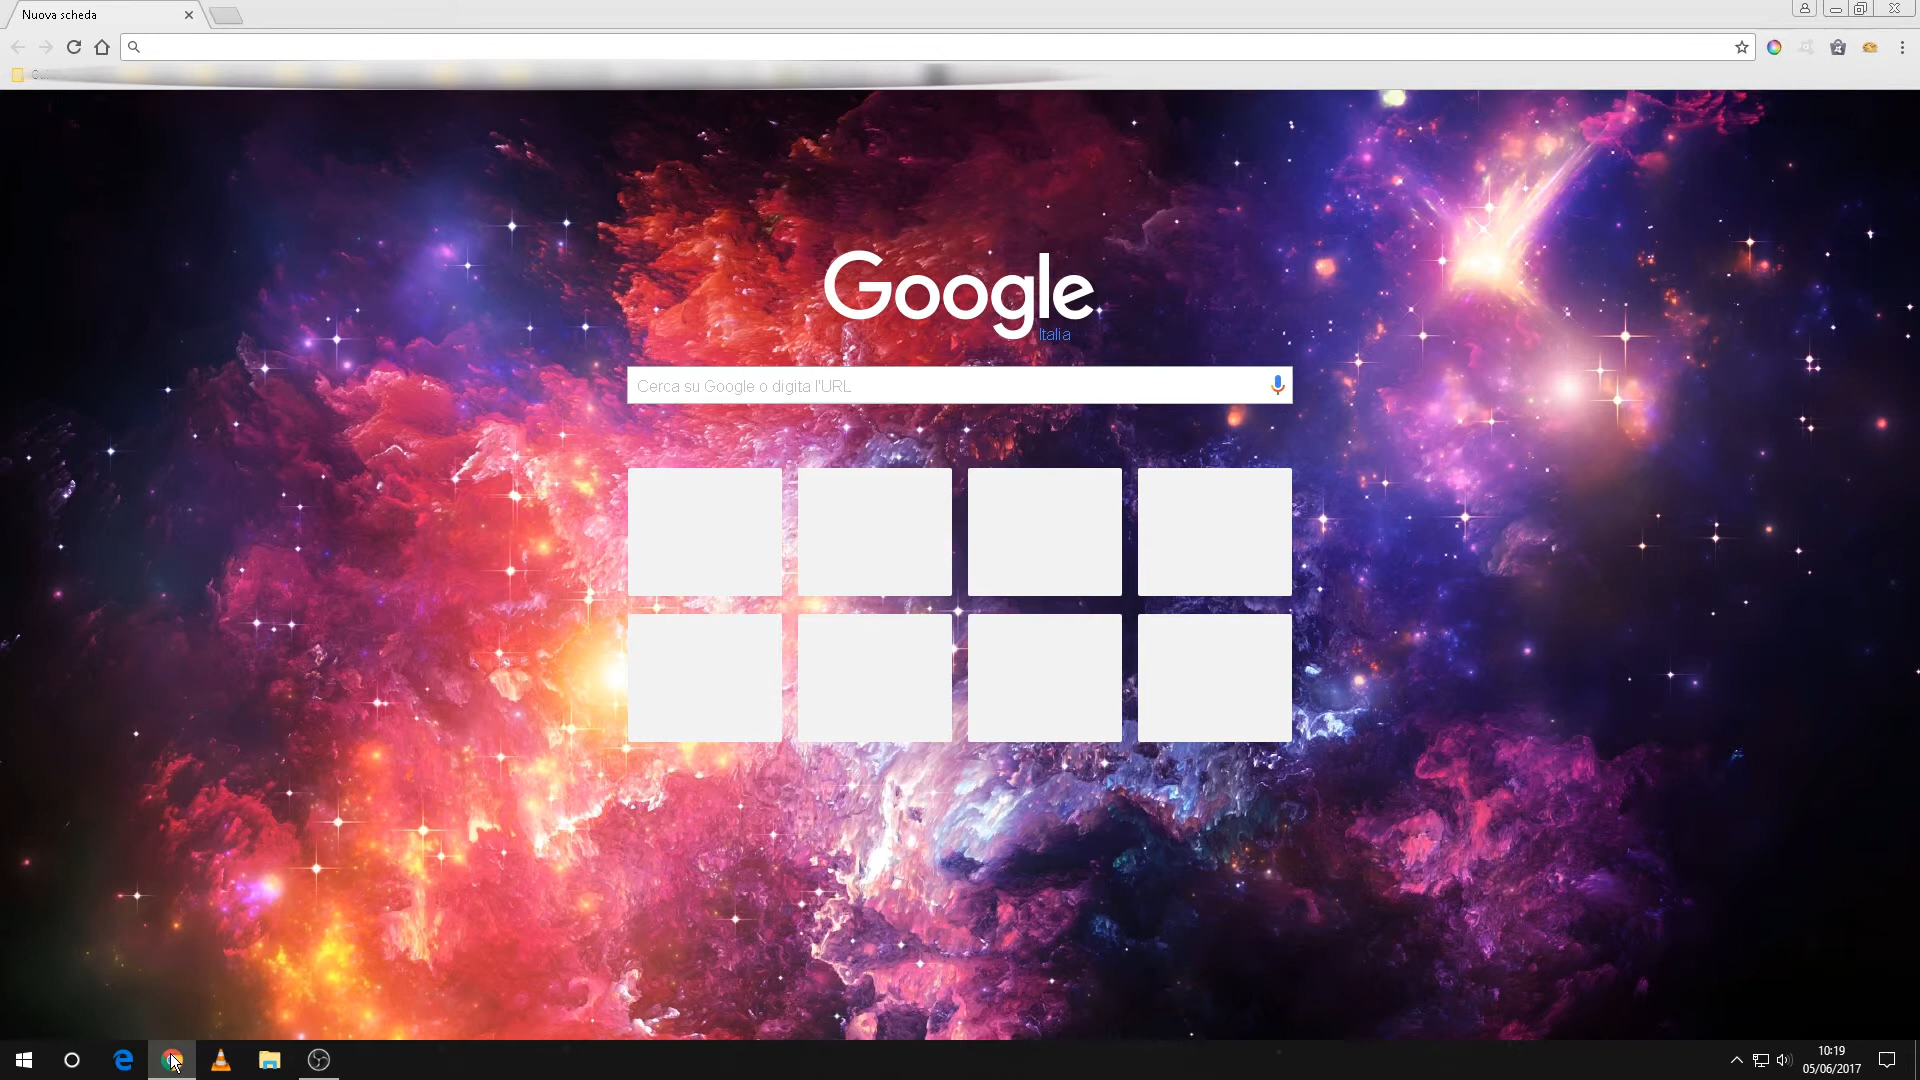 Nuova scheda
Google
Italia
Cerca su Google o digita l'URL
10:19
05/06/2017